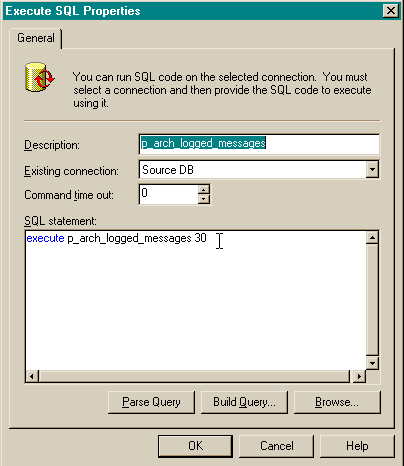 Execute SQL Properties
General
You can run SQL code on the selected connection. You must
select a connection and then provide the SQL code to execute
using it.
Description:
p_arch_logged_messages
Existing connection:
Source DB
Command time out:
0
SQL statement:
execute p_arch_logged_messages 30
Parse Query
Build Query...
Browse...
OK
Cancel
Help